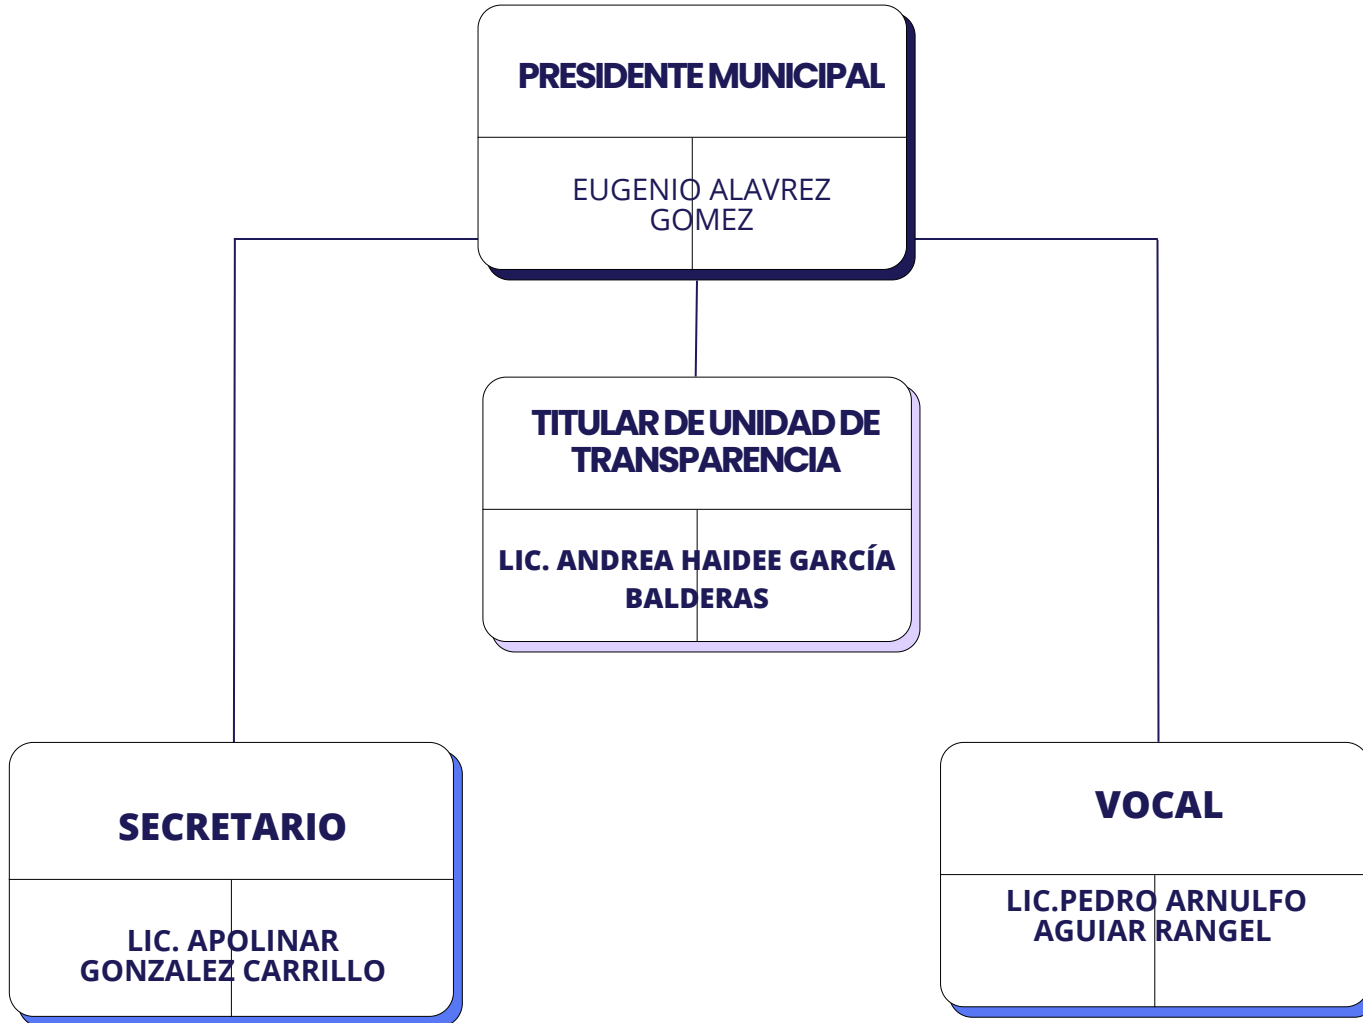 PRESIDENTE MUNICIPAL
EUGENIO ALAVREZ
GOMEZ
TITULAR DE UNIDAD DE
TRANSPARENCIA
LIC. ANDREA HAIDEE GARCÍA
BALDERAS
SECRETARIO
LIC. APOLINAR
GONZALEZ CARRILLO
VOCAL
LIC.PEDRO ARNULFO
AGUIAR RANGEL